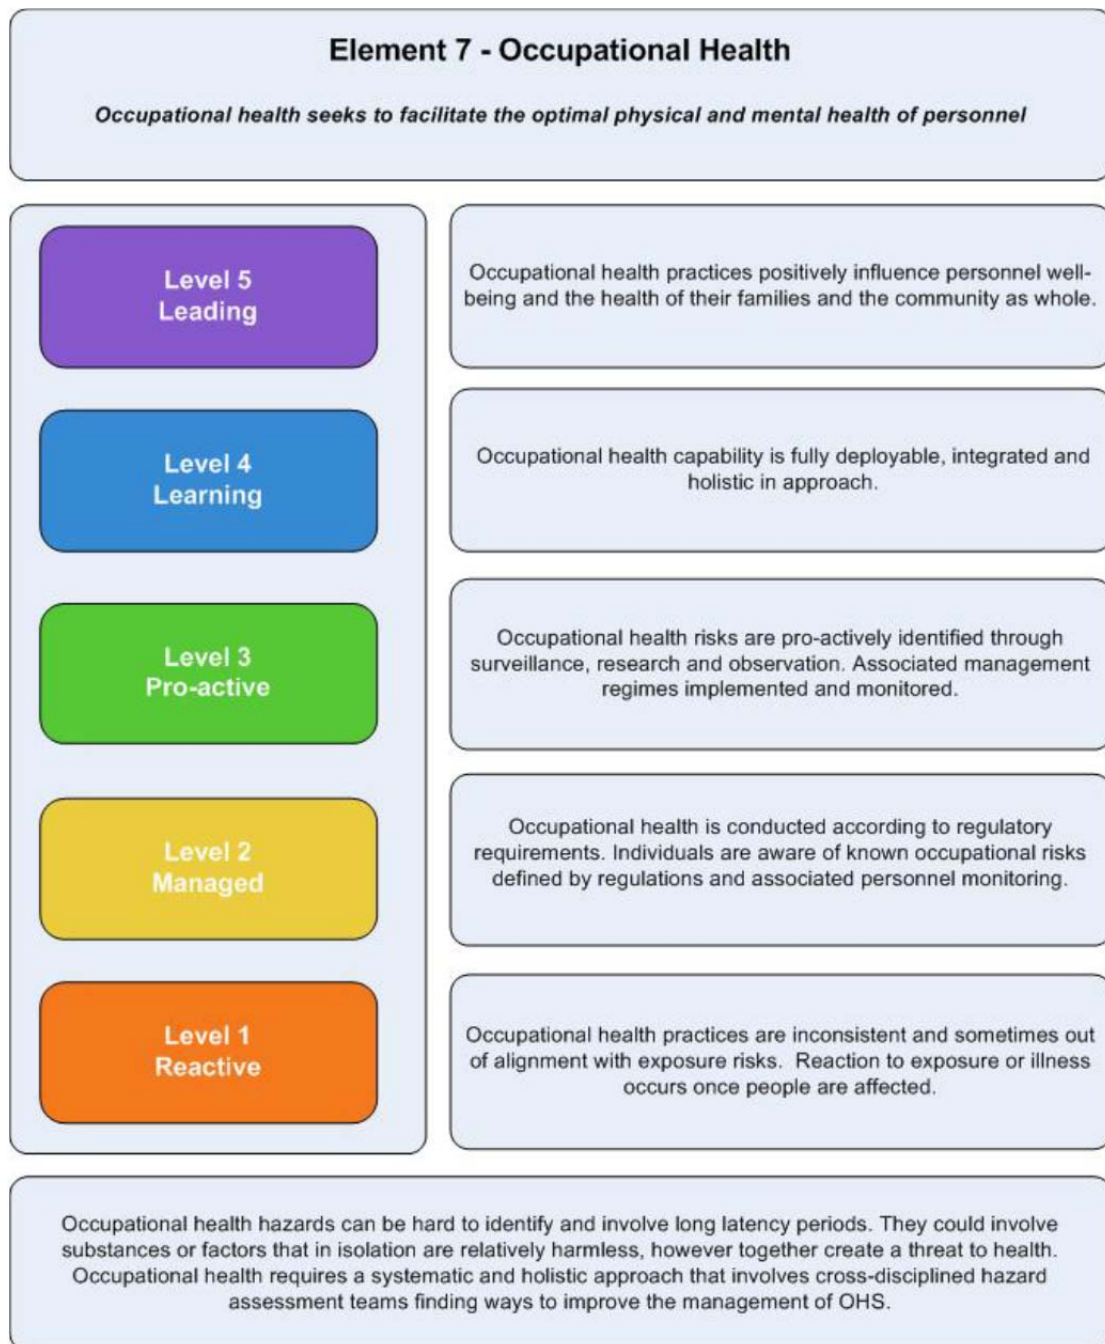 Element 7 - Occupational Health
Occupational health seeks to facilitate the optimal physical and mental health of personnel
Level 5
Leading
Occupational health practices positively influence personnel well-
being and the health of their families and the community as whole.
Level 4
Learning
Occupational health capability is fully deployable, integrated and
holistic in approach.
Level 3
Pro-active
Occupational health risks are pro-actively identified through
surveillance, research and observation. Associated management
regimes implemented and monitored.
Level 2
Managed
Occupational health is conducted according to regulatory
requirements. Individuals are aware of known occupational risks
defined by regulations and associated personnel monitoring.
Level 1
Reactive
Occupational health practices are inconsistent and sometimes out
of alignment with exposure risks.  Reaction to exposure or illness
occurs once people are affected.
Occupational health hazards can be hard to identify and involve long latency periods. They could involve
substances or factors that in isolation are relatively harmless, however together create a threat to health.
Occupational health requires a systematic and holistic approach that involves cross-disciplined hazard
assessment teams finding ways to improve the management of OHS.